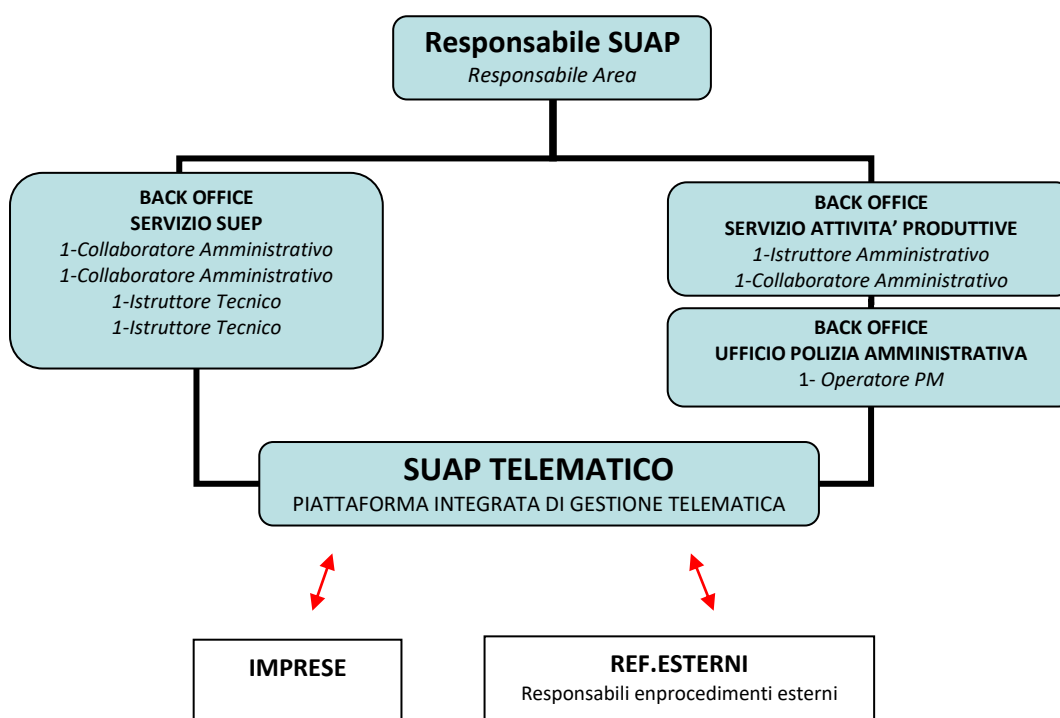 Responsabile SUAP
Responsabile Area
BACK OFFICE
SERVIZIO SUEP
1-Collaboratore Amministrativo
1-Collaboratore Amministrativo
1-Istruttore Tecnico
1-Istruttore Tecnico
BACK OFFICE
SERVIZIO ATTIVITA’ PRODUTTIVE
1-Istruttore Amministrativo
1-Collaboratore Amministrativo
BACK OFFICE
UFFICIO POLIZIA AMMINISTRATIVA
1- Operatore PM
SUAP TELEMATICO
PIATTAFORMA INTEGRATA DI GESTIONE TELEMATICA
IMPRESE
REF.ESTERNI
Responsabili enprocedimenti esterni